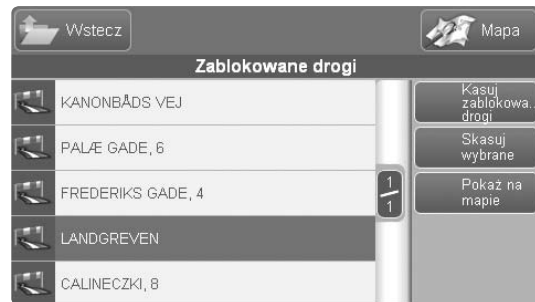 Wstecz
Mapa
Zablokowane drogi
KANONBÅDS VEJ
PALÆ GADE, 6
FREDERIKS GADE, 4
LANDGREVEN
CALINECZKI, 8
1
1
Kasuj
zablokowa..
drogi
Skasuj
wybrane
Pokaż na
mapie